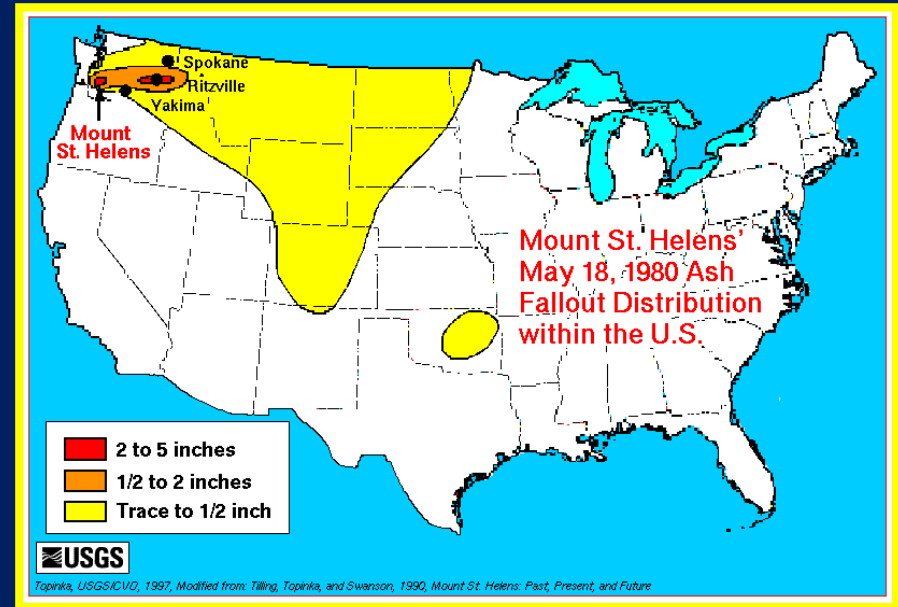 Spokane
Ritzville
Yakima
Mount
St. Helens
Mount St. Helens'
May 18, 1980 Ash
Fallout Distribution
within the U.S.
2 to 5 inches
1/2 to 2 inches
Trace to 1/2 inch
USGS
Topinka, USGS/CVO, 1997, Modified from: Tilling, Topinka, and Swanson, 1990, Mount St. Helens: Past, Present, and Future